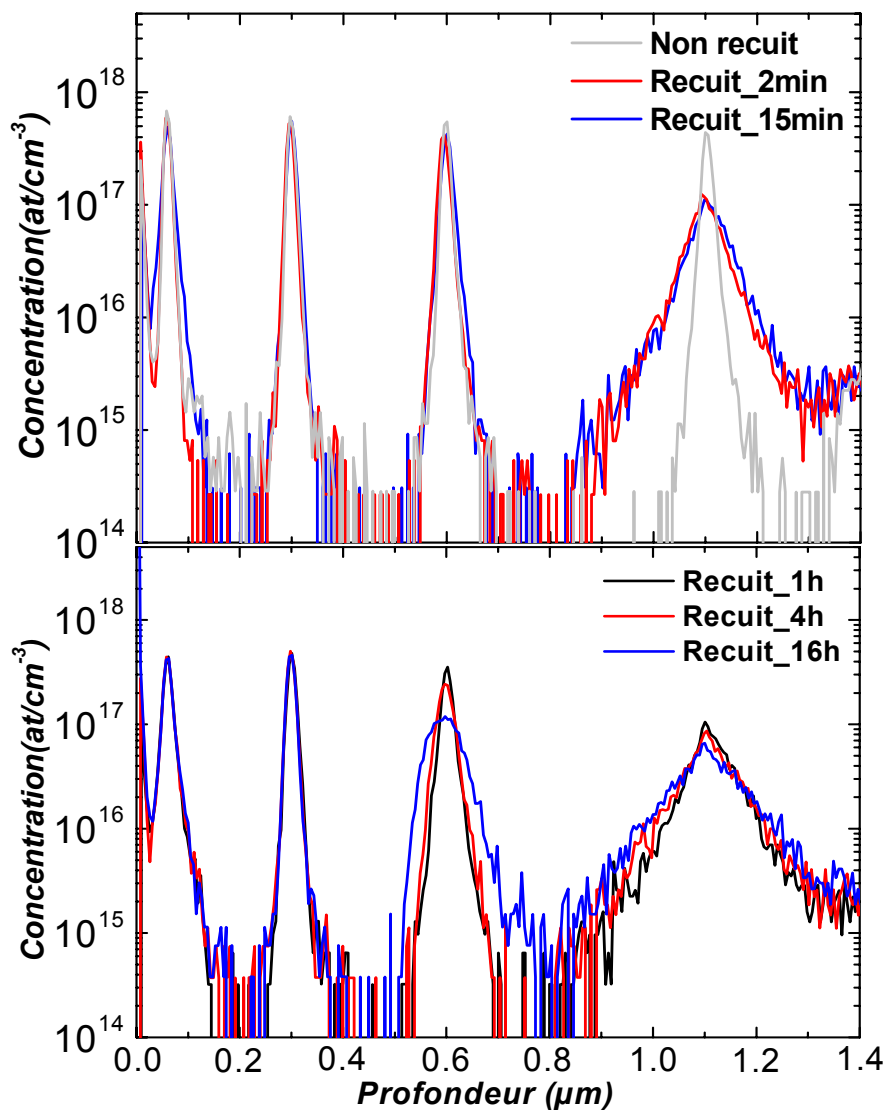 Non recuit
Recuit_2min
Recuit_15min
10^18
10^17
10^16
10^15
10^14
Concentration(at/cm^-3)
Recuit_1h
Recuit_4h
Recuit_16h
10^18
10^17
10^16
10^15
10^14
Concentration(at/cm^-3)
0.0 0.2 0.4 0.6 0.8 1.0 1.2 1.4
Profondeur (µm)